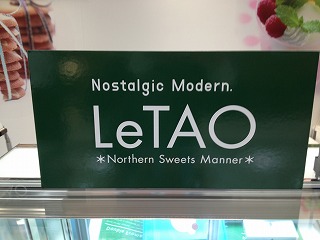 Nostalgic Modern.
LeTAO
*Northern Sweets Manner*